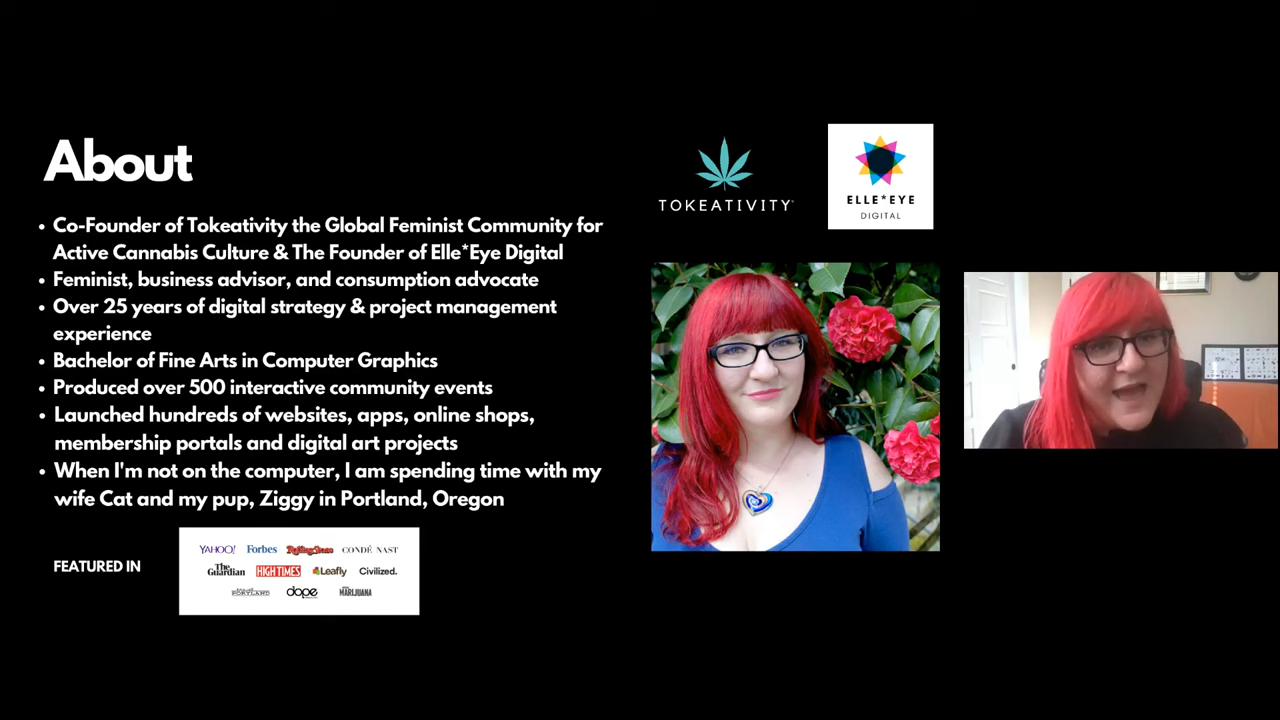 About
• Co-Founder of Tokeativity the Global Feminist Community for
Active Cannabis Culture & The Founder of Elle*Eye Digital
• Feminist, business advisor, and consumption advocate
• Over 25 years of digital strategy & project management
experience
• Bachelor of Fine Arts in Computer Graphics
• Produced over 500 interactive community events
• Launched hundreds of websites, apps, online shops,
membership portals and digital art projects
• When I'm not on the computer, I am spending time with my
wife Cat and my pup, Ziggy in Portland, Oregon
FEATURED IN
YAHOO! Forbes RollingStone CONDÉ NAST
The Guardian HIGH TIMES Leafly Civilized.
PORTLAND dope MARIJUANA
TOKEATIVITY
ELLE*EYE
DIGITAL